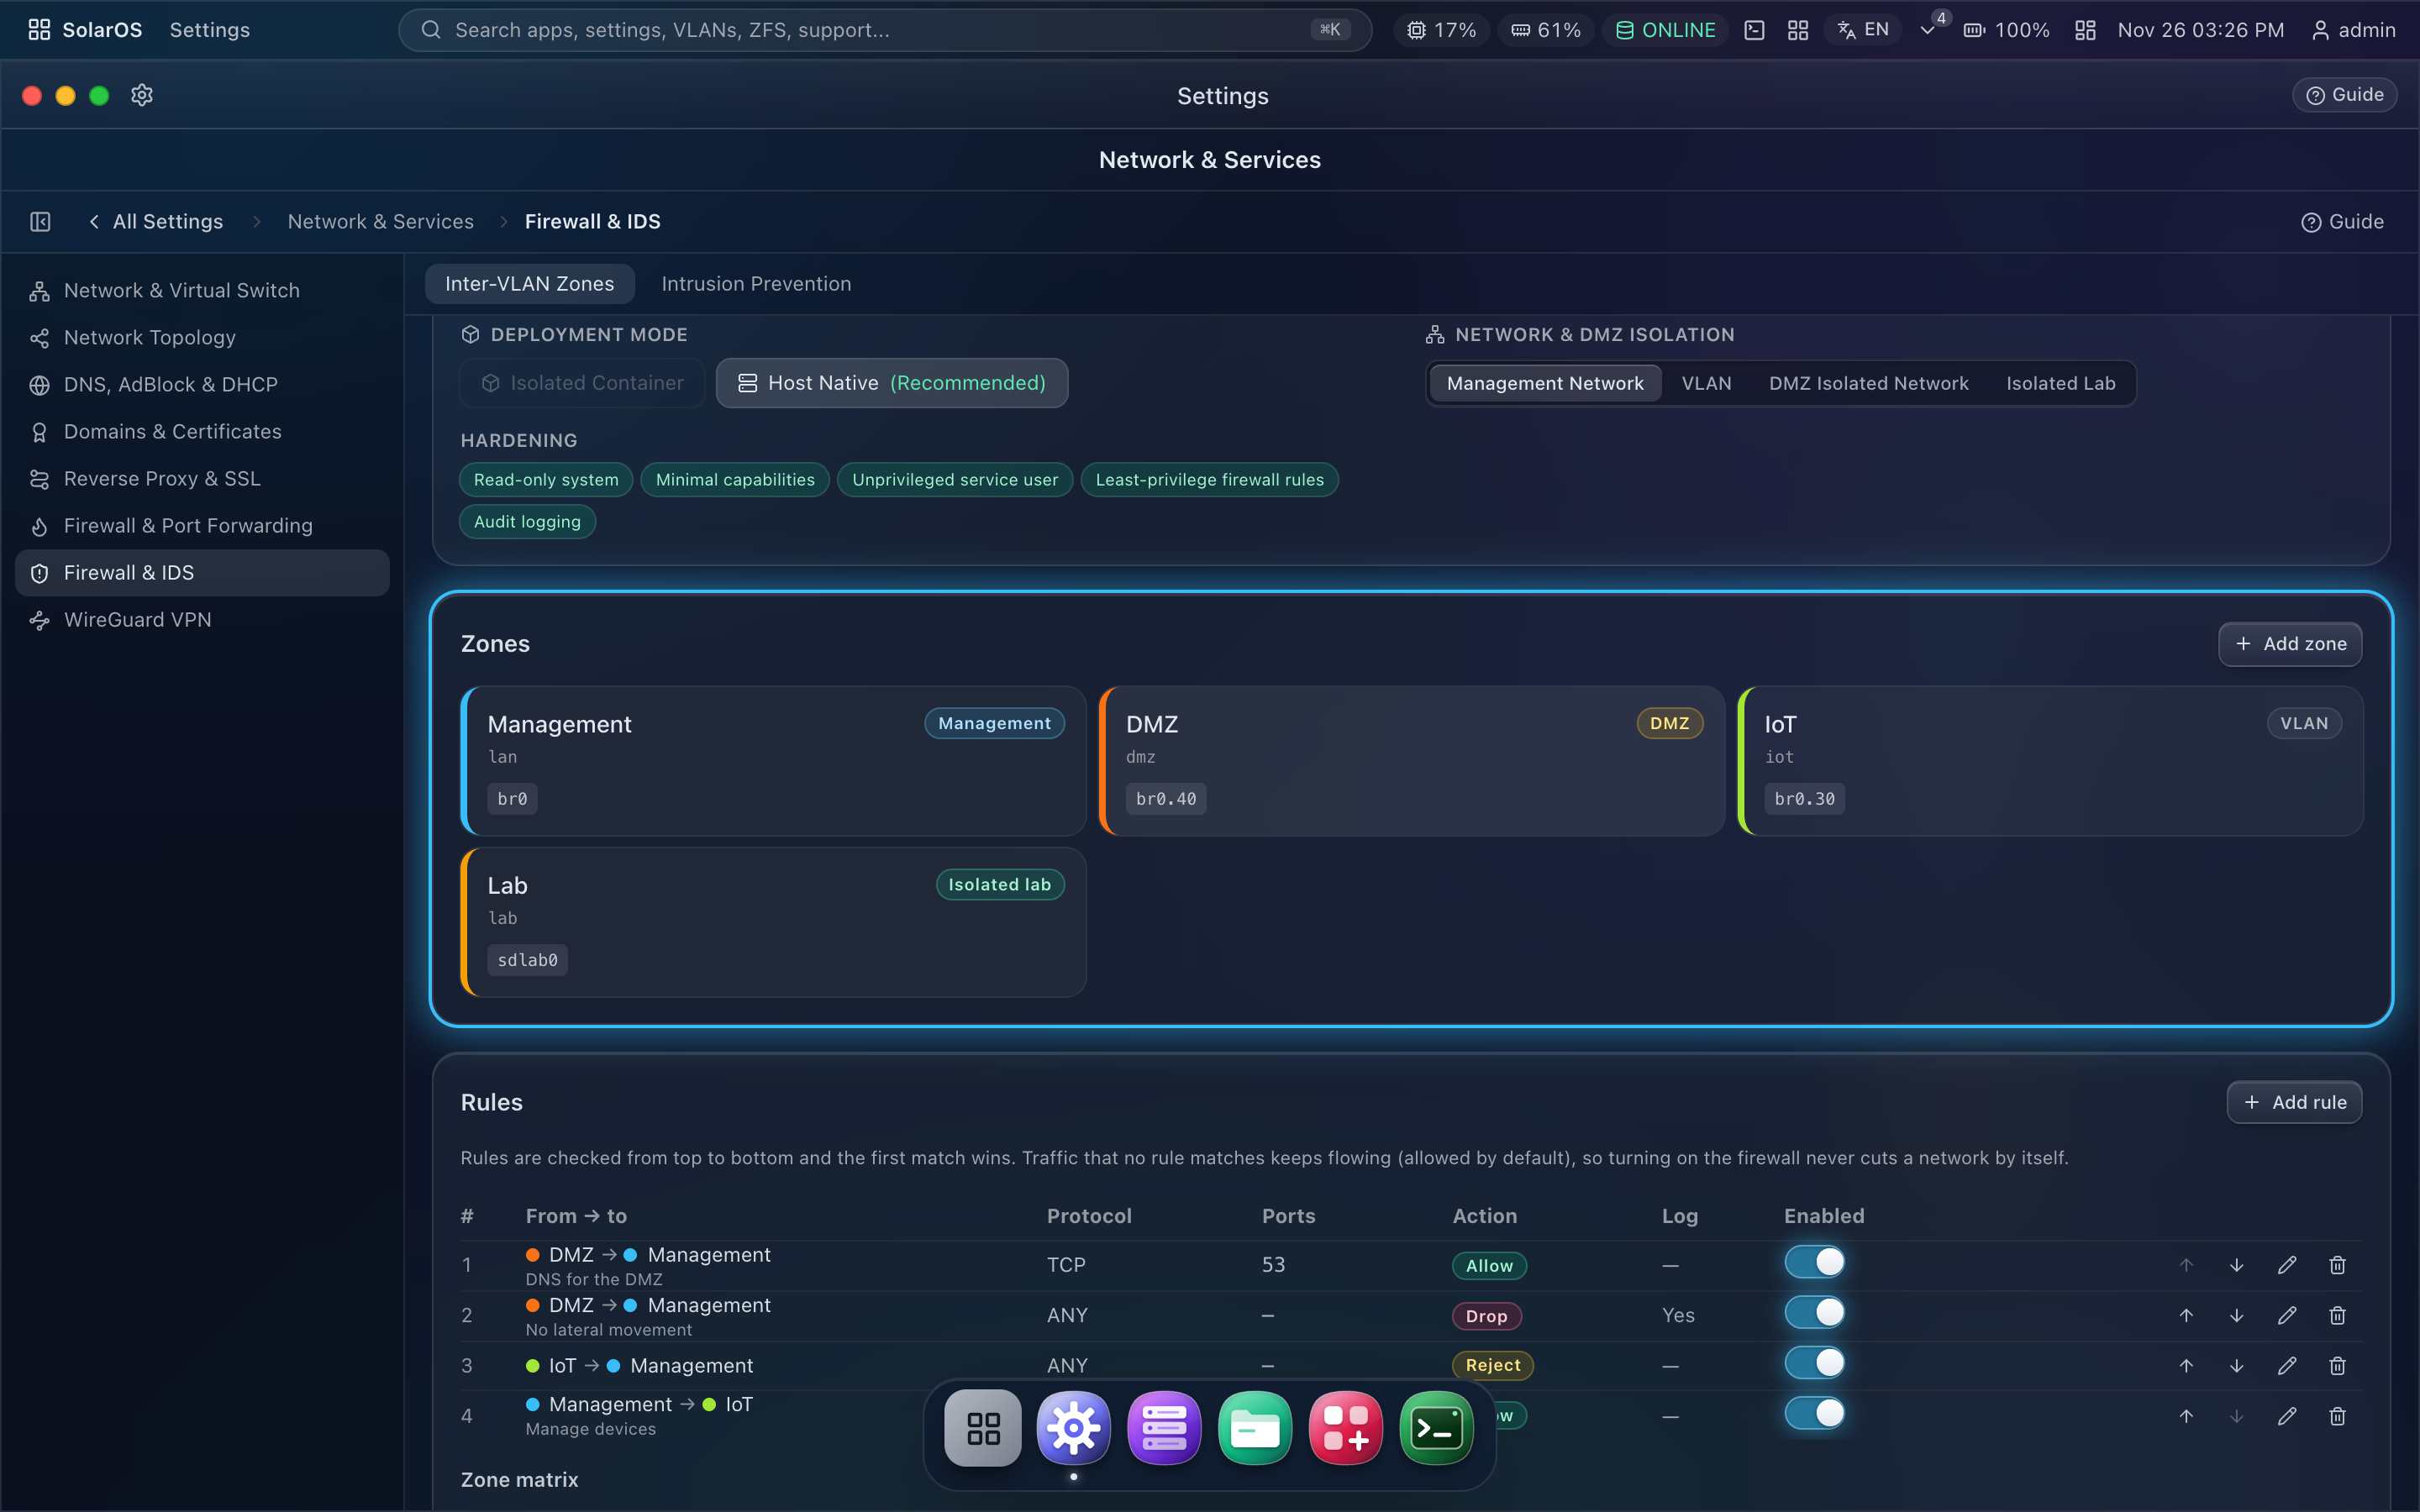 SolarOS Settings Search apps, settings, VLANs, ZFS, support... ⌘K 17% 61% ONLINE EN 4 100% Nov 26 03:26 PM admin
Settings Guide
Network & Services
All Settings Network & Services Firewall & IDS Guide
Network & Virtual Switch
Network Topology
DNS, AdBlock & DHCP
Domains & Certificates
Reverse Proxy & SSL
Firewall & Port Forwarding
Firewall & IDS
WireGuard VPN
Inter-VLAN Zones Intrusion Prevention
DEPLOYMENT MODE
Isolated Container Host Native (Recommended)
NETWORK & DMZ ISOLATION
Management Network VLAN DMZ Isolated Network Isolated Lab
HARDENING
Read-only system Minimal capabilities Unprivileged service user Least-privilege firewall rules
Audit logging
Zones + Add zone
Management Management
lan
br0
DMZ DMZ
dmz
br0.40
IoT VLAN
iot
br0.30
Lab Isolated lab
lab
sdlab0
Rules + Add rule
Rules are checked from top to bottom and the first match wins. Traffic that no rule matches keeps flowing (allowed by default), so turning on the firewall never cuts a network by itself.
# From → to Protocol Ports Action Log Enabled
1 DMZ → Management TCP 53 Allow —
DNS for the DMZ
2 DMZ → Management ANY — Drop Yes
No lateral movement
3 IoT → Management ANY — Reject —
4 Management → IoT —
Manage devices
Zone matrix